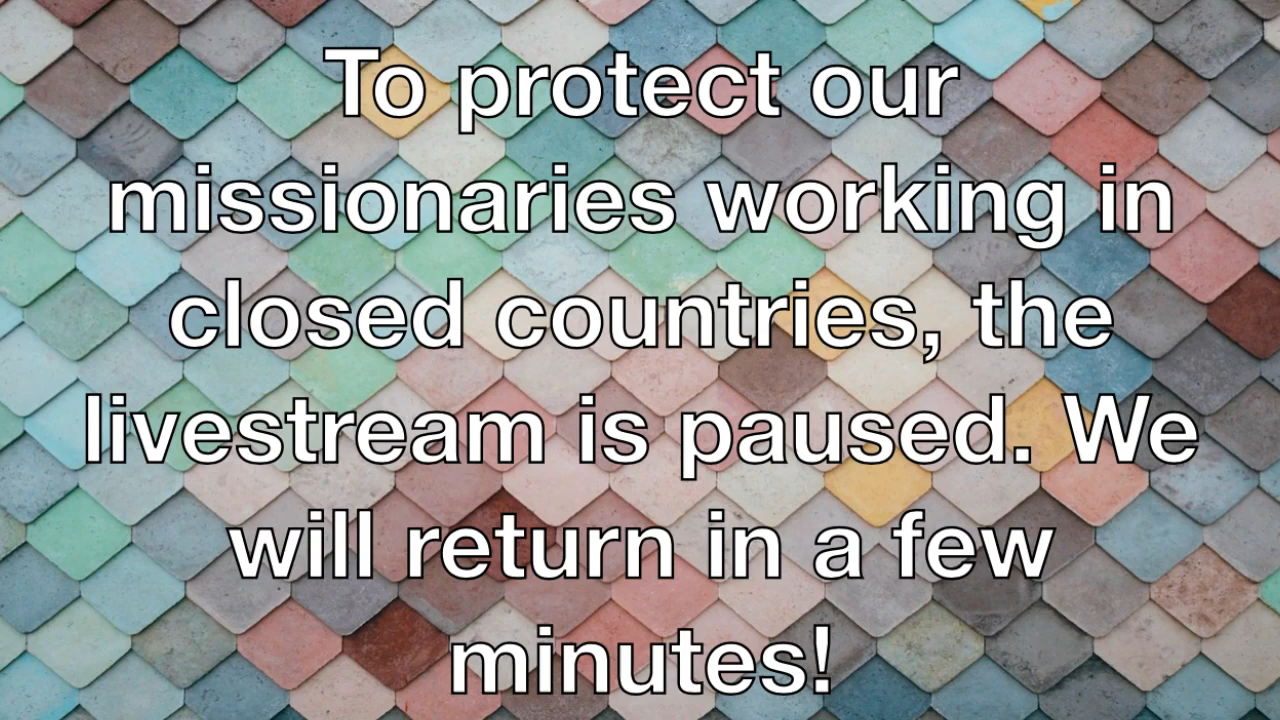 To protect our
missionaries working in
closed countries, the
livestream is paused. We
will return in a few
minutes!